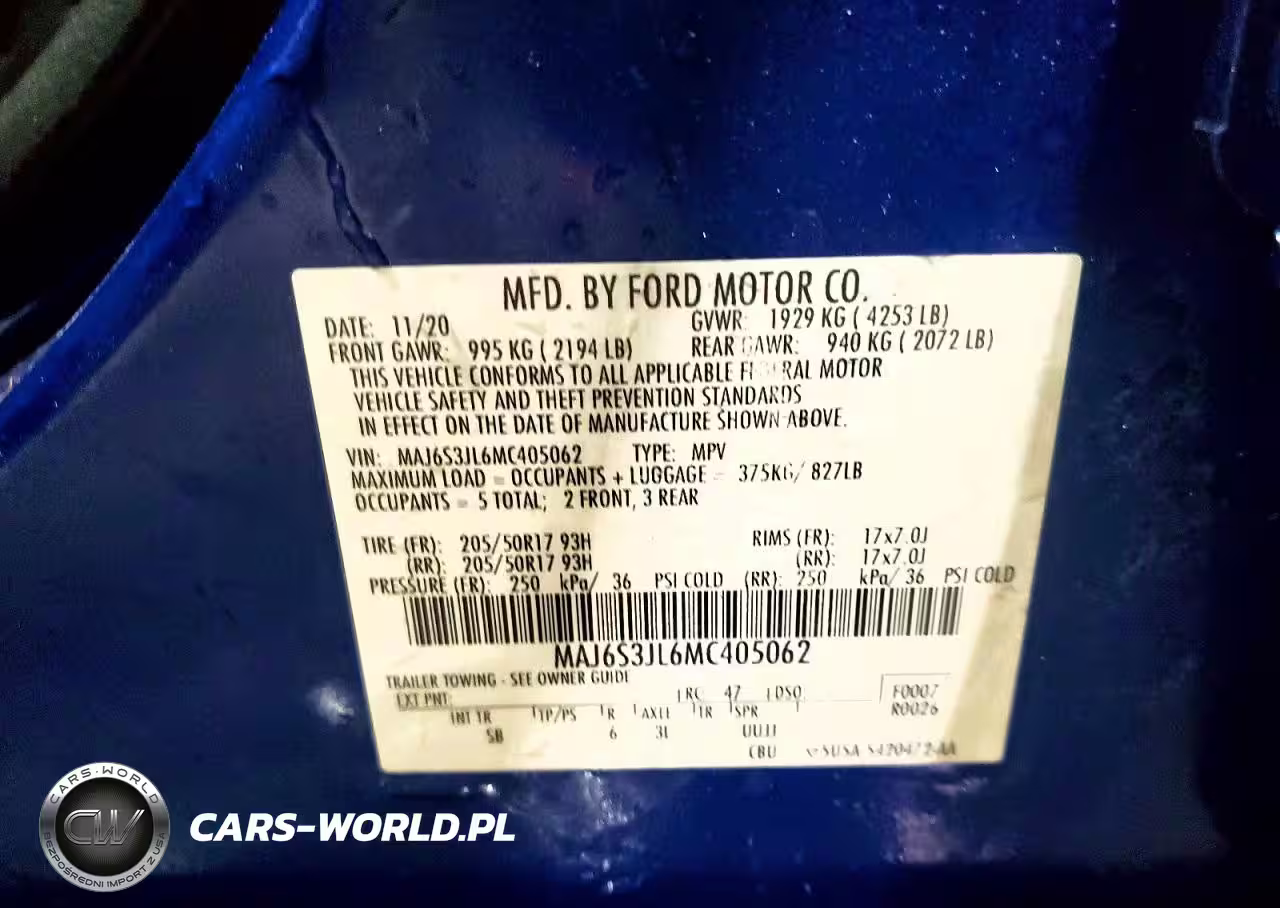 MFD. BY FORD MOTOR CO.
DATE: 11/20 GVWR: 1929 KG ( 4253 LB)
FRONT GAWR: 995 KG ( 2194 LB) REAR GAWR: 940 KG ( 2072 LB)
THIS VEHICLE CONFORMS TO ALL APPLICABLE FEDERAL MOTOR
VEHICLE SAFETY AND THEFT PREVENTION STANDARDS
IN EFFECT ON THE DATE OF MANUFACTURE SHOWN ABOVE.
VIN: MAJ6S3JL6MC405062 TYPE: MPV
MAXIMUM LOAD = OCCUPANTS + LUGGAGE = 375KG/ 827LB
OCCUPANTS = 5 TOTAL; 2 FRONT, 3 REAR
TIRE (FR): 205/50R17 93H RIMS (FR): 17x7.0J
(RR): 205/50R17 93H (RR): 17x7.0J
PRESSURE (FR): 250 kPa/ 36 PSI COLD (RR): 250 kPa/ 36 PSI COLD
MAJ6S3JL6MC405062
TRAILER TOWING - SEE OWNER GUIDE
EXT PNT: RC: 47 DSO: F0007
R0026
INT TR TP/PS R AXLE TR SPR
SB 6 3L UUJJ
CBU
CARS-WORLD
CW
BEZPOŚREDNI IMPORT Z USA
CARS-WORLD.PL